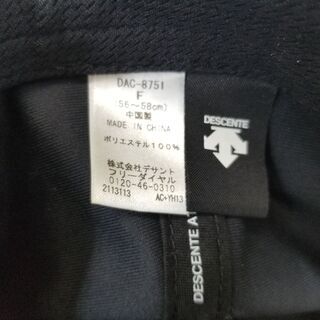 DAC-8751
F
(56~58cm)
中国製
MADE IN CHINA
ポリエステル100%
株式会社デサント
フリーダイヤル
0120-46-0310
2113113 AC+YH13
DESCENTE
DESCENTE AT